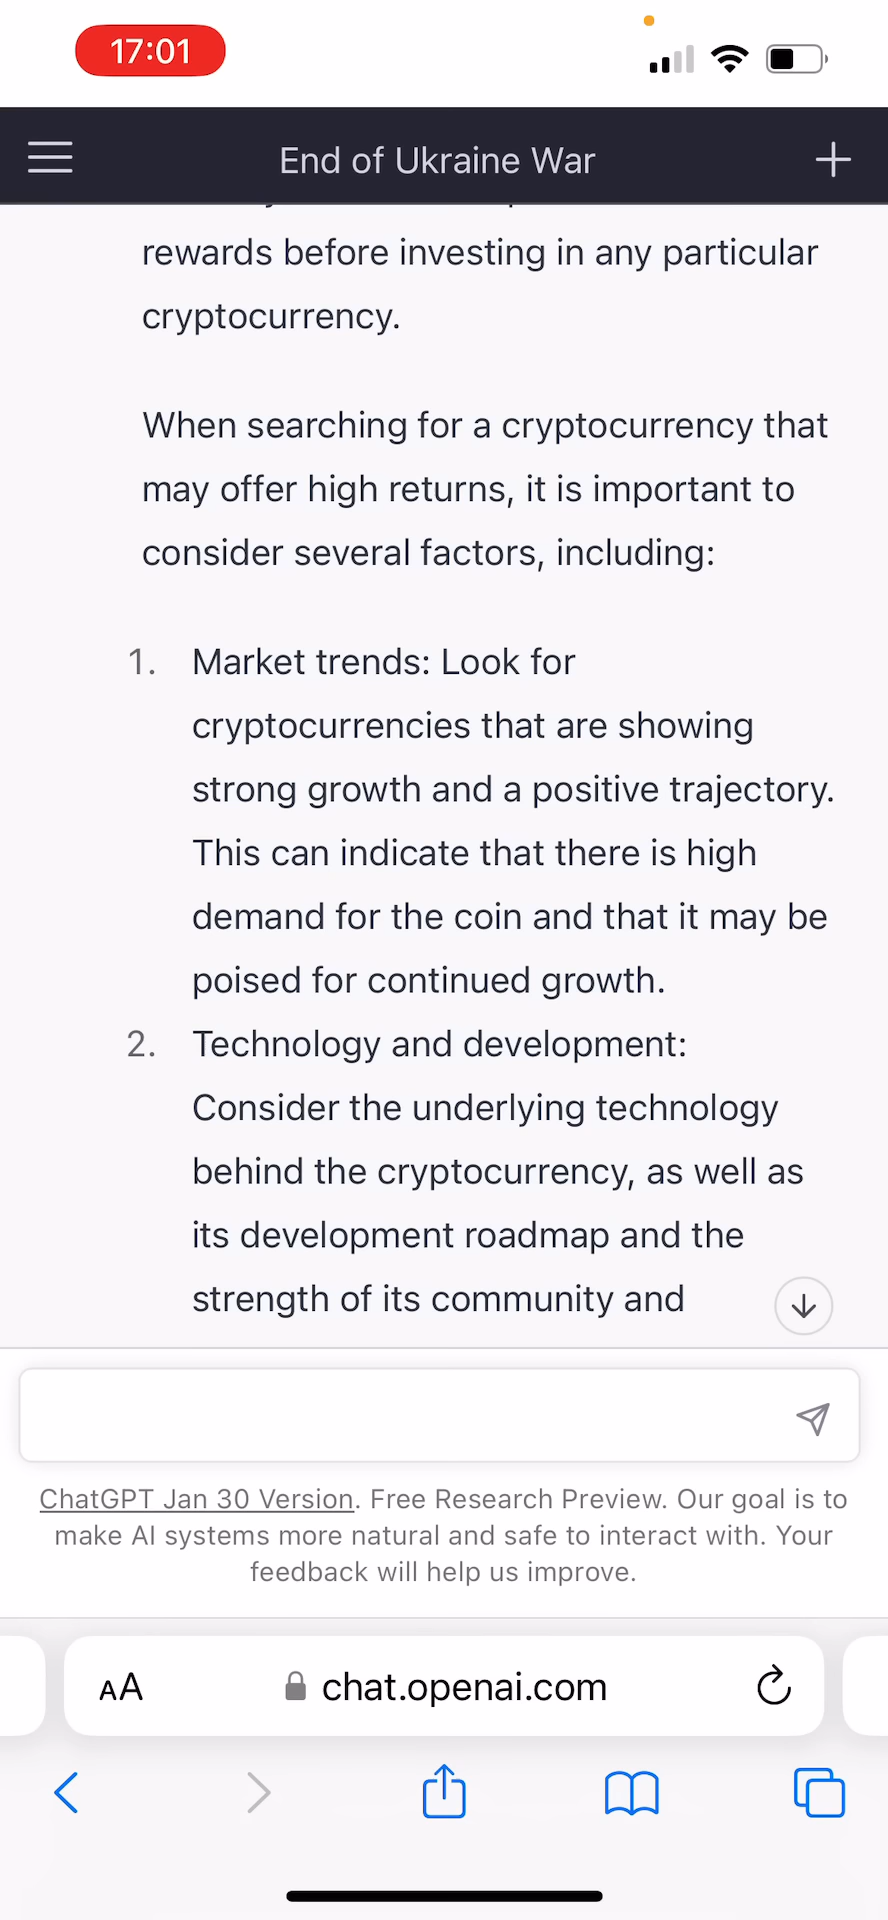 17:01
End of Ukraine War
rewards before investing in any particular
cryptocurrency.
When searching for a cryptocurrency that
may offer high returns, it is important to
consider several factors, including:
1. Market trends: Look for
cryptocurrencies that are showing
strong growth and a positive trajectory.
This can indicate that there is high
demand for the coin and that it may be
poised for continued growth.
2. Technology and development:
Consider the underlying technology
behind the cryptocurrency, as well as
its development roadmap and the
strength of its community and
ChatGPT Jan 30 Version. Free Research Preview. Our goal is to
make AI systems more natural and safe to interact with. Your
feedback will help us improve.
AA chat.openai.com